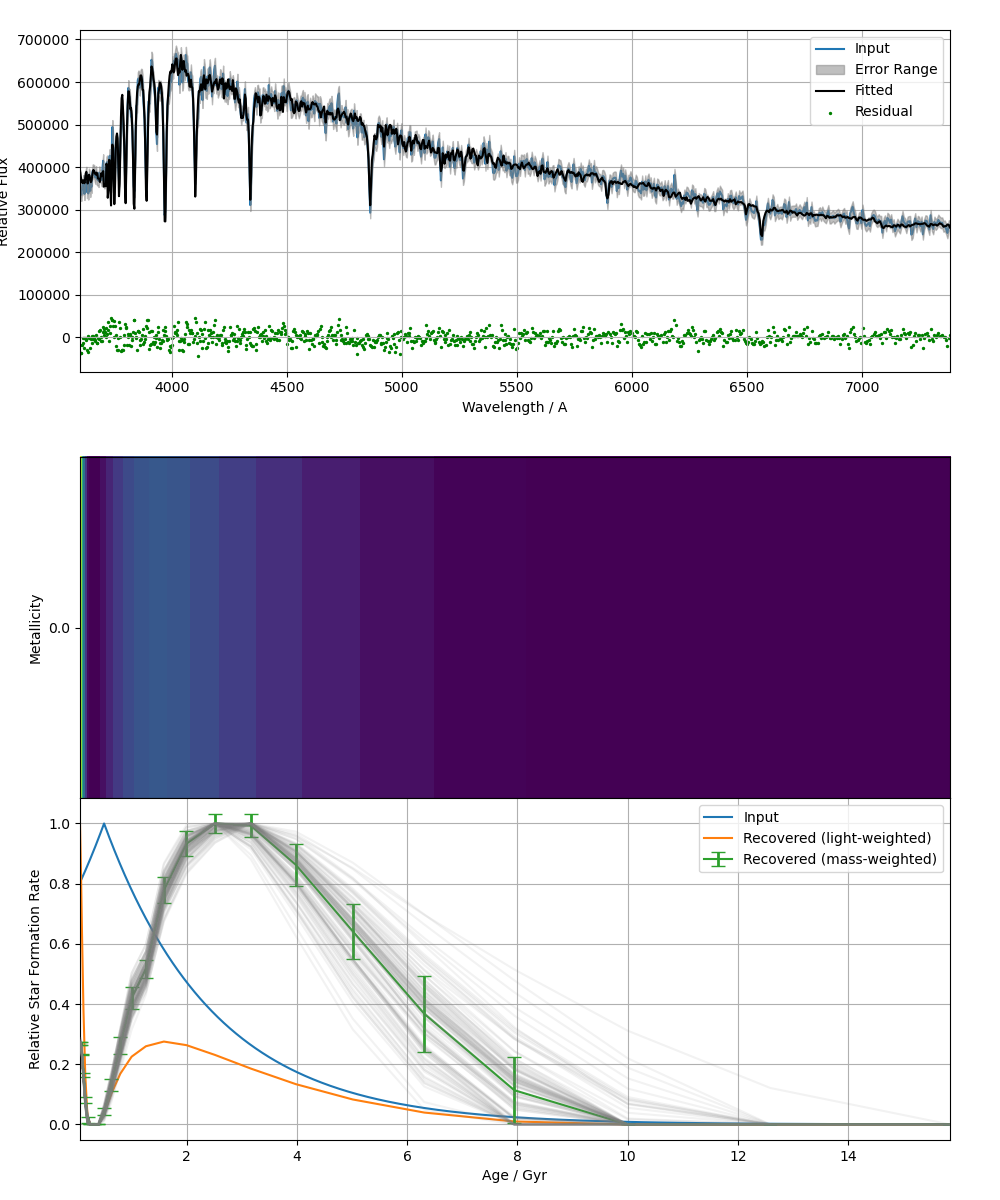 700000
600000
500000
400000
300000
200000
100000
0
Relative Flux
Input
Error Range
Fitted
Residual
4000 4500 5000 5500 6000 6500 7000
Wavelength / A
Metallicity
0.0
1.0
0.8
0.6
0.4
0.2
0.0
Relative Star Formation Rate
Input
Recovered (light-weighted)
Recovered (mass-weighted)
2 4 6 8 10 12 14
Age / Gyr